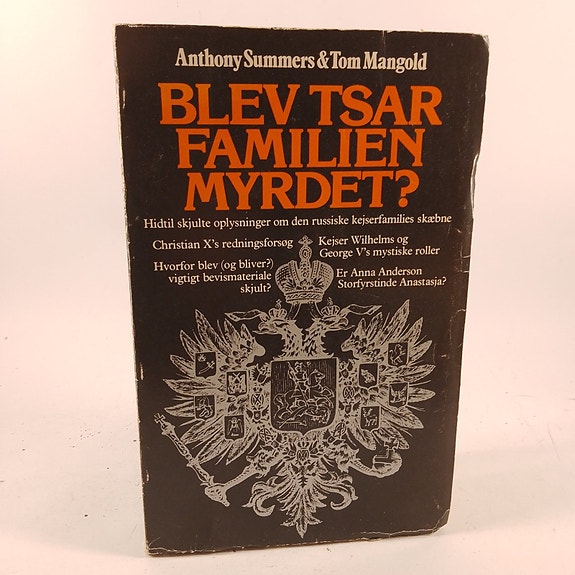 Anthony Summers & Tom Mangold
BLEV TSAR
FAMILIEN
MYRDET?
Hidtil skjulte oplysninger om den russiske kejserfamilies skæbne
Christian X's redningsforsøg
Hvorfor blev (og bliver?)
vigtigt bevismateriale
skjult?
Kejser Wilhelms og
George V's mystiske roller
Er Anna Anderson
Storfyrstinde Anastasja?